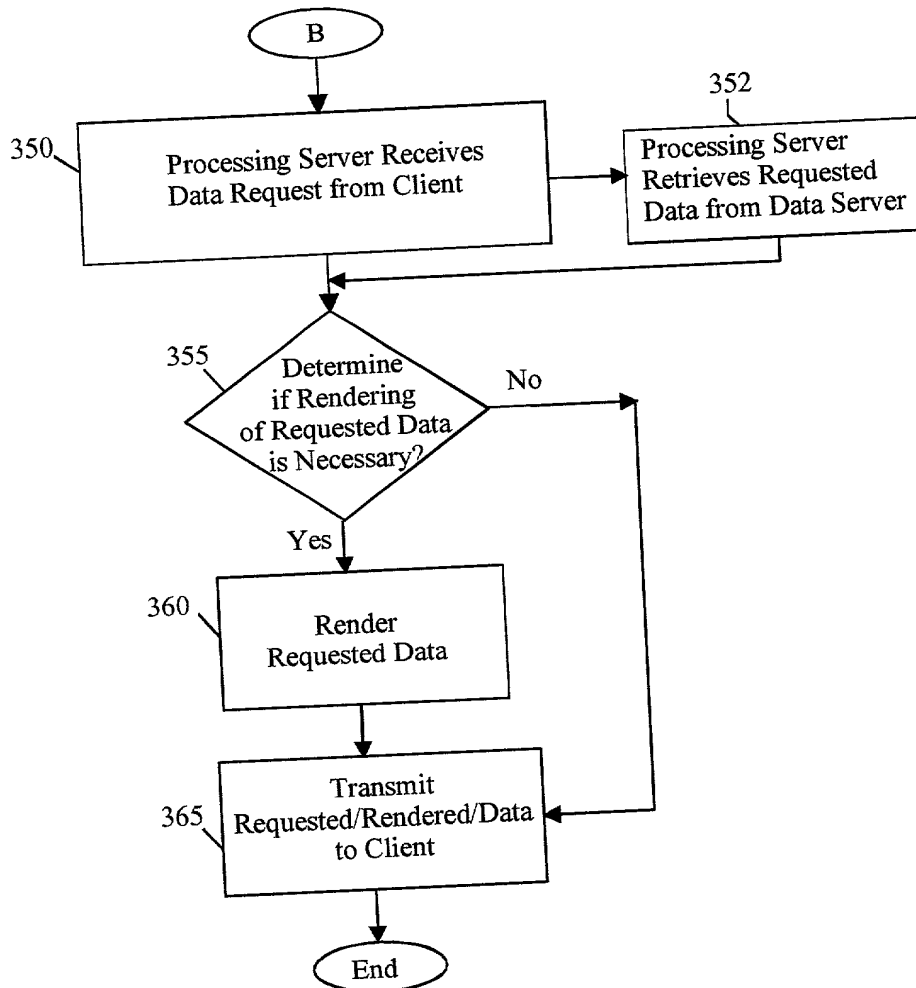 B
352
350
Processing Server Receives
Data Request from Client
Processing Server
Retrieves Requested
Data from Data Server
355
Determine
if Rendering
of Requested Data
is Necessary?
No
Yes
360
Render
Requested Data
365
Transmit
Requested/Rendered/Data
to Client
End